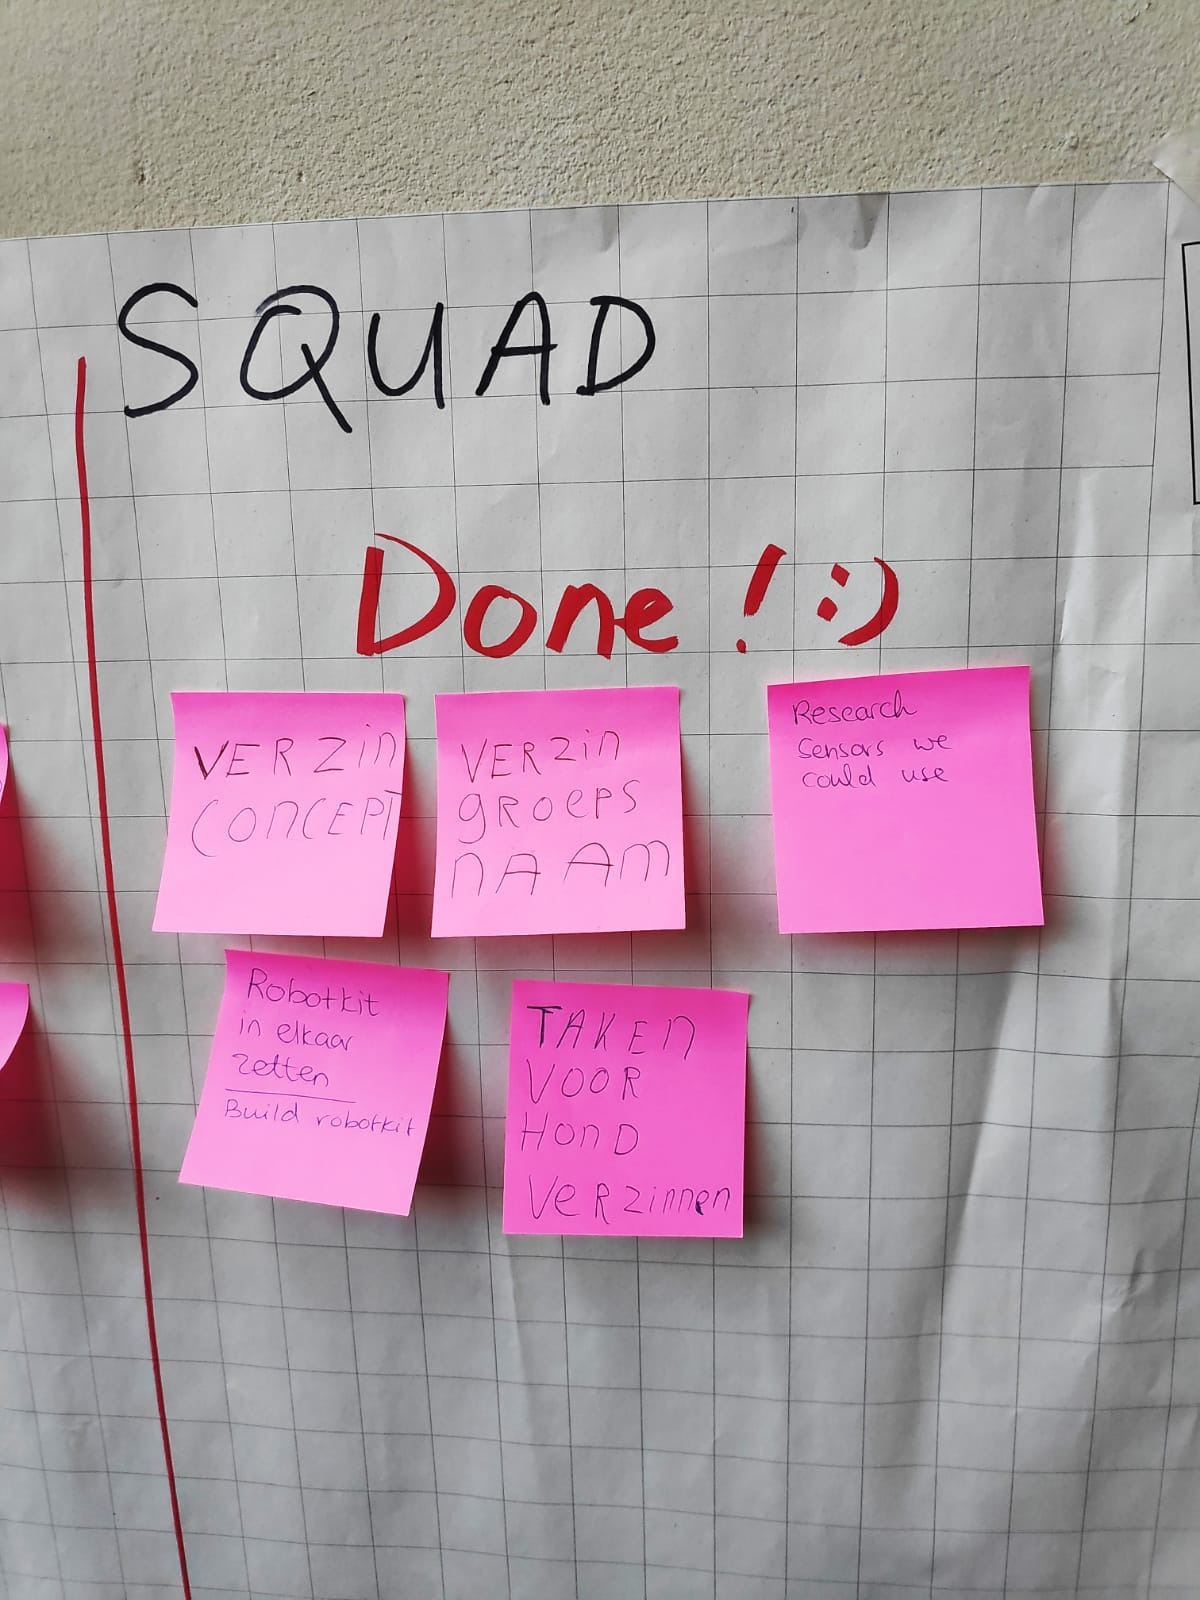 SQUAD
Done! :)
VERZin
CONCEPT
VERZin
gROEPS
NAAM
Research
sensors we
could use
Robotkit
in elkaar
zetten
Build robotkit
TAKEN
VOOR
HOND
VERZinnen